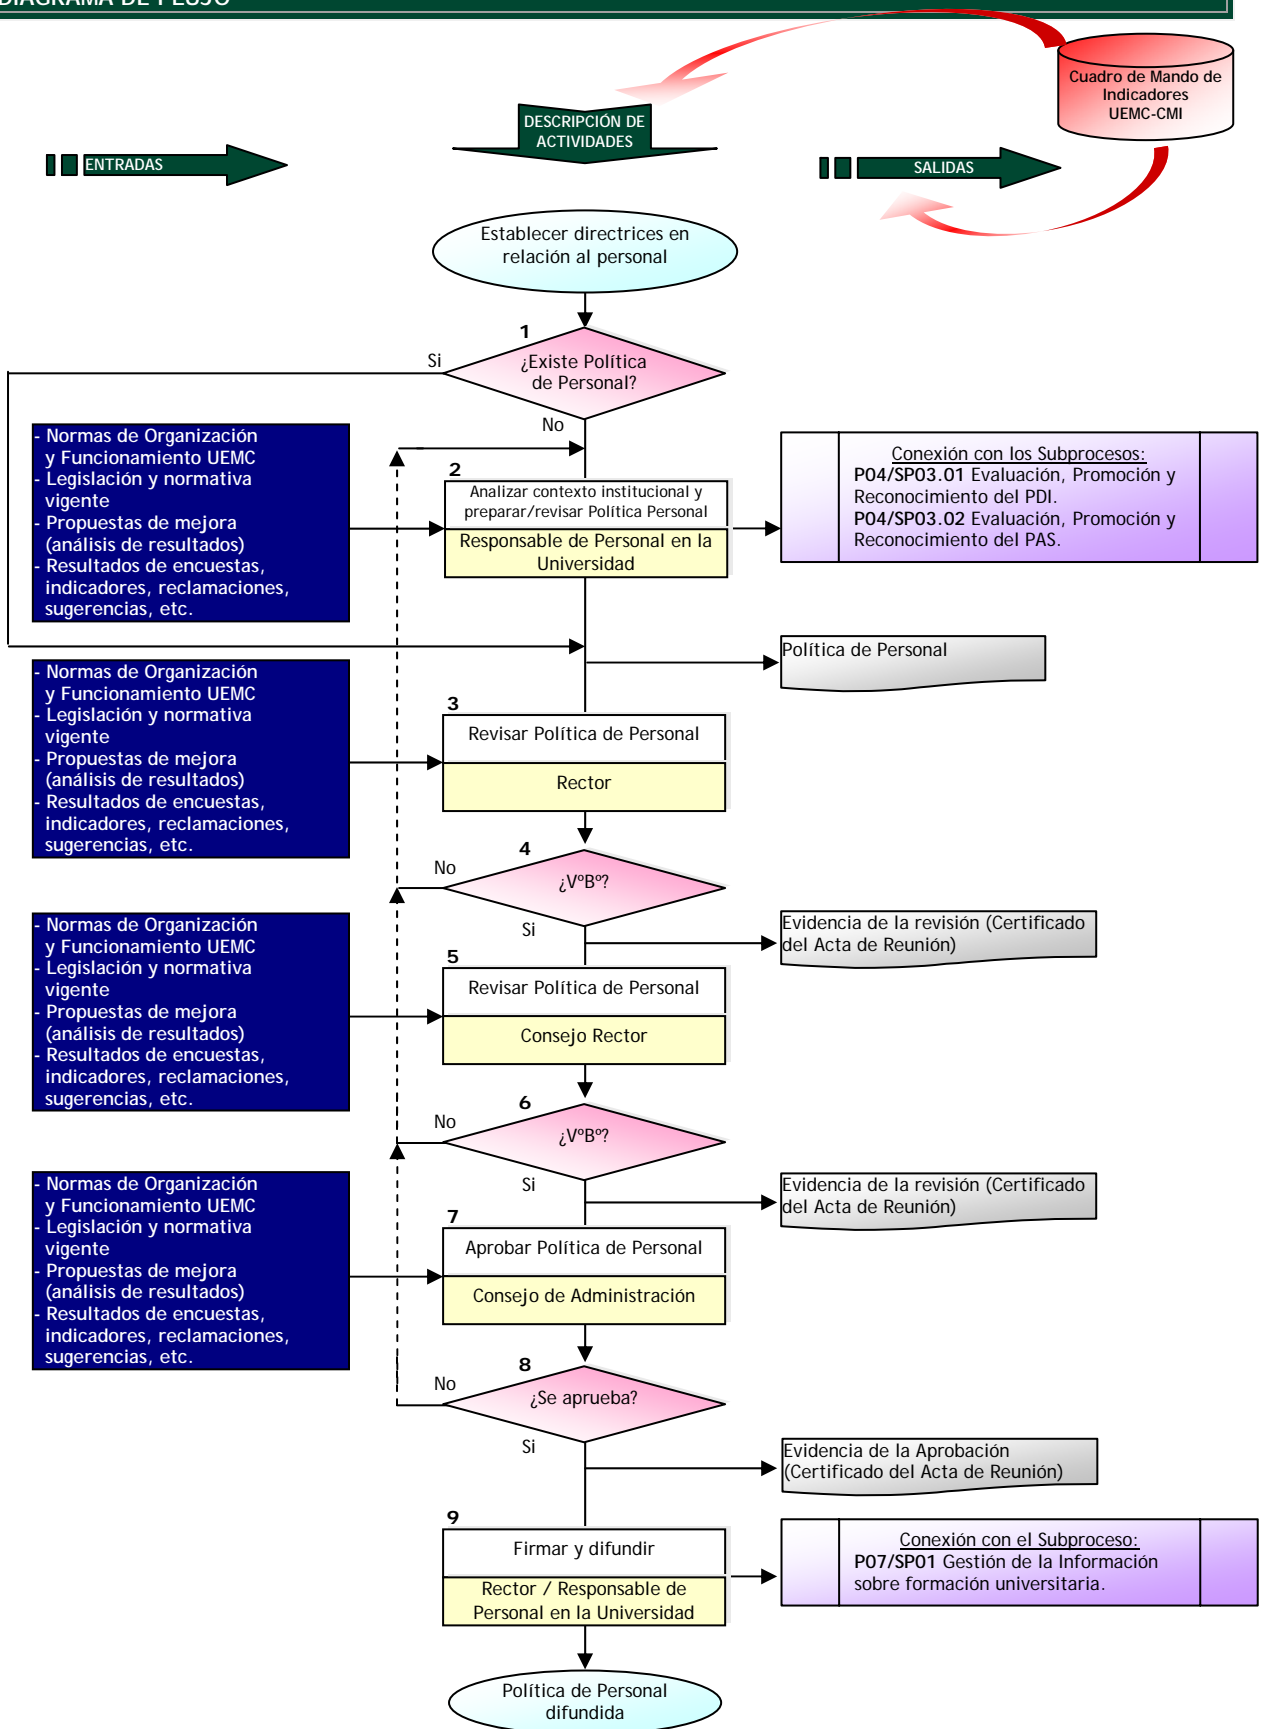 DIAGRAMA DE FLUJO
Cuadro de Mando de
Indicadores
UEMC-CMI
DESCRIPCIÓN DE
ACTIVIDADES
ENTRADAS
SALIDAS
Establecer directrices en
relación al personal
1
Si
¿Existe Política
de Personal?
No
- Normas de Organización
y Funcionamiento UEMC
- Legislación y normativa
vigente
- Propuestas de mejora
(análisis de resultados)
- Resultados de encuestas,
indicadores, reclamaciones,
sugerencias, etc.
2
Analizar contexto institucional y
preparar/revisar Política Personal
Responsable de Personal en la
Universidad
Conexión con los Subprocesos:
P04/SP03.01 Evaluación, Promoción y
Reconocimiento del PDI.
P04/SP03.02 Evaluación, Promoción y
Reconocimiento del PAS.
Política de Personal
- Normas de Organización
y Funcionamiento UEMC
- Legislación y normativa
vigente
- Propuestas de mejora
(análisis de resultados)
- Resultados de encuestas,
indicadores, reclamaciones,
sugerencias, etc.
3
Revisar Política de Personal
Rector
4
No
¿VºBº?
Si
Evidencia de la revisión (Certificado
del Acta de Reunión)
- Normas de Organización
y Funcionamiento UEMC
- Legislación y normativa
vigente
- Propuestas de mejora
(análisis de resultados)
- Resultados de encuestas,
indicadores, reclamaciones,
sugerencias, etc.
5
Revisar Política de Personal
Consejo Rector
6
No
¿VºBº?
Si
Evidencia de la revisión (Certificado
del Acta de Reunión)
- Normas de Organización
y Funcionamiento UEMC
- Legislación y normativa
vigente
- Propuestas de mejora
(análisis de resultados)
- Resultados de encuestas,
indicadores, reclamaciones,
sugerencias, etc.
7
Aprobar Política de Personal
Consejo de Administración
8
No
¿Se aprueba?
Si
Evidencia de la Aprobación
(Certificado del Acta de Reunión)
9
Firmar y difundir
Rector / Responsable de
Personal en la Universidad
Conexión con el Subproceso:
P07/SP01 Gestión de la Información
sobre formación universitaria.
Política de Personal
difundida